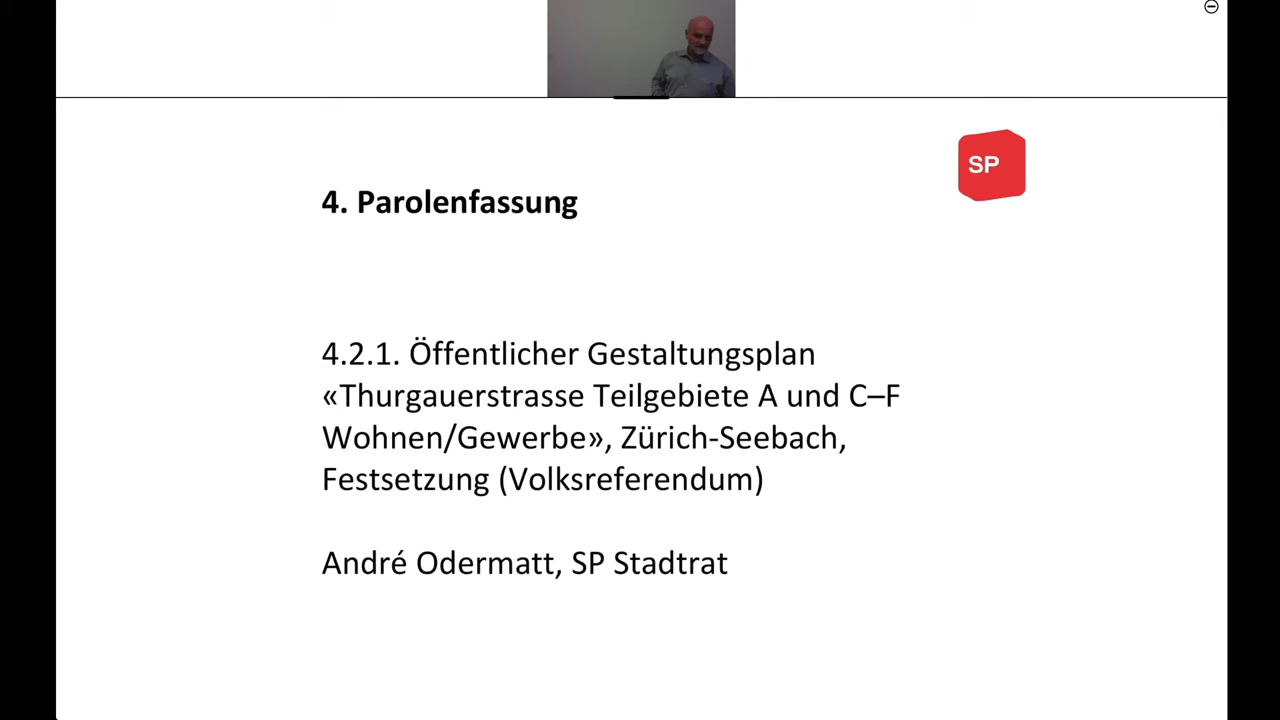 SP
4. Parolenfassung
4.2.1. Öffentlicher Gestaltungsplan
«Thurgauerstrasse Teilgebiete A und C–F
Wohnen/Gewerbe», Zürich-Seebach,
Festsetzung (Volksreferendum)
André Odermatt, SP Stadtrat